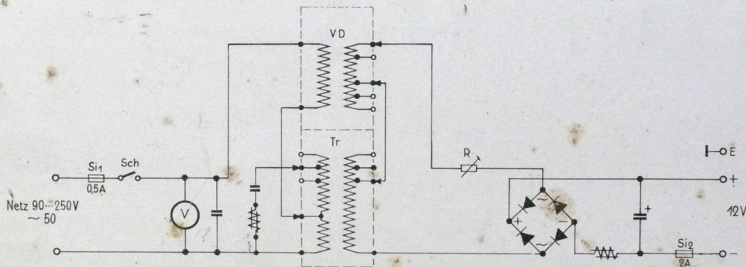 VD
Tr
Si1
Sch
0,5A
Netz 90...250V
~ 50
V
R
E
+
12V
+
~
+
−
~
Si2
2A
−